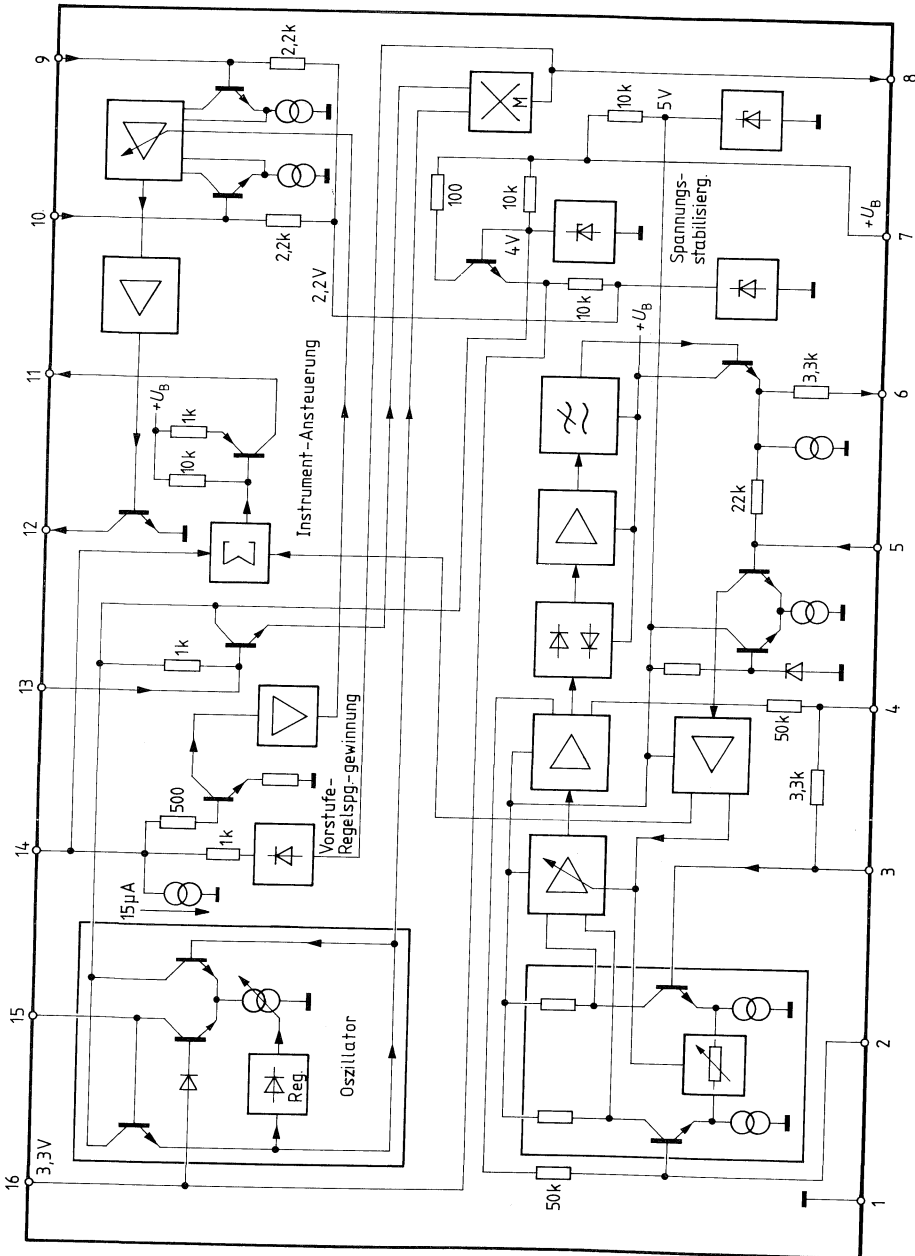 9
2,2k
8
M
10k
5V
10
2,2k
2,2V
100
10k
4V
+U_B
7
10k
Spannungs-
stabilisierg.
+U_B
11
+U_B
1k
10k
Instrument-Ansteuerung
3,3k
6
22k
12
Σ
5
1k
13
50k
4
500
Vorstufe-
Regelspg.-gewinnung
3,3k
14
1k
15µA
3
15
Reg.
Oszillator
2
16
3,3V
50k
1